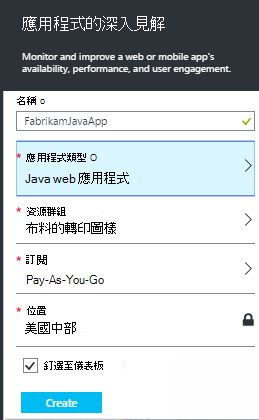 應用程式的深入見解
Monitor and improve a web or mobile app's
availability, performance, and user engagement.
名稱
FabrikamJavaApp
* 應用程式類型
Java web 應用程式
* 資源群組
布料的轉印圖樣
* 訂閱
Pay-As-You-Go
* 位置
美國中部
釘選至儀表板
Create